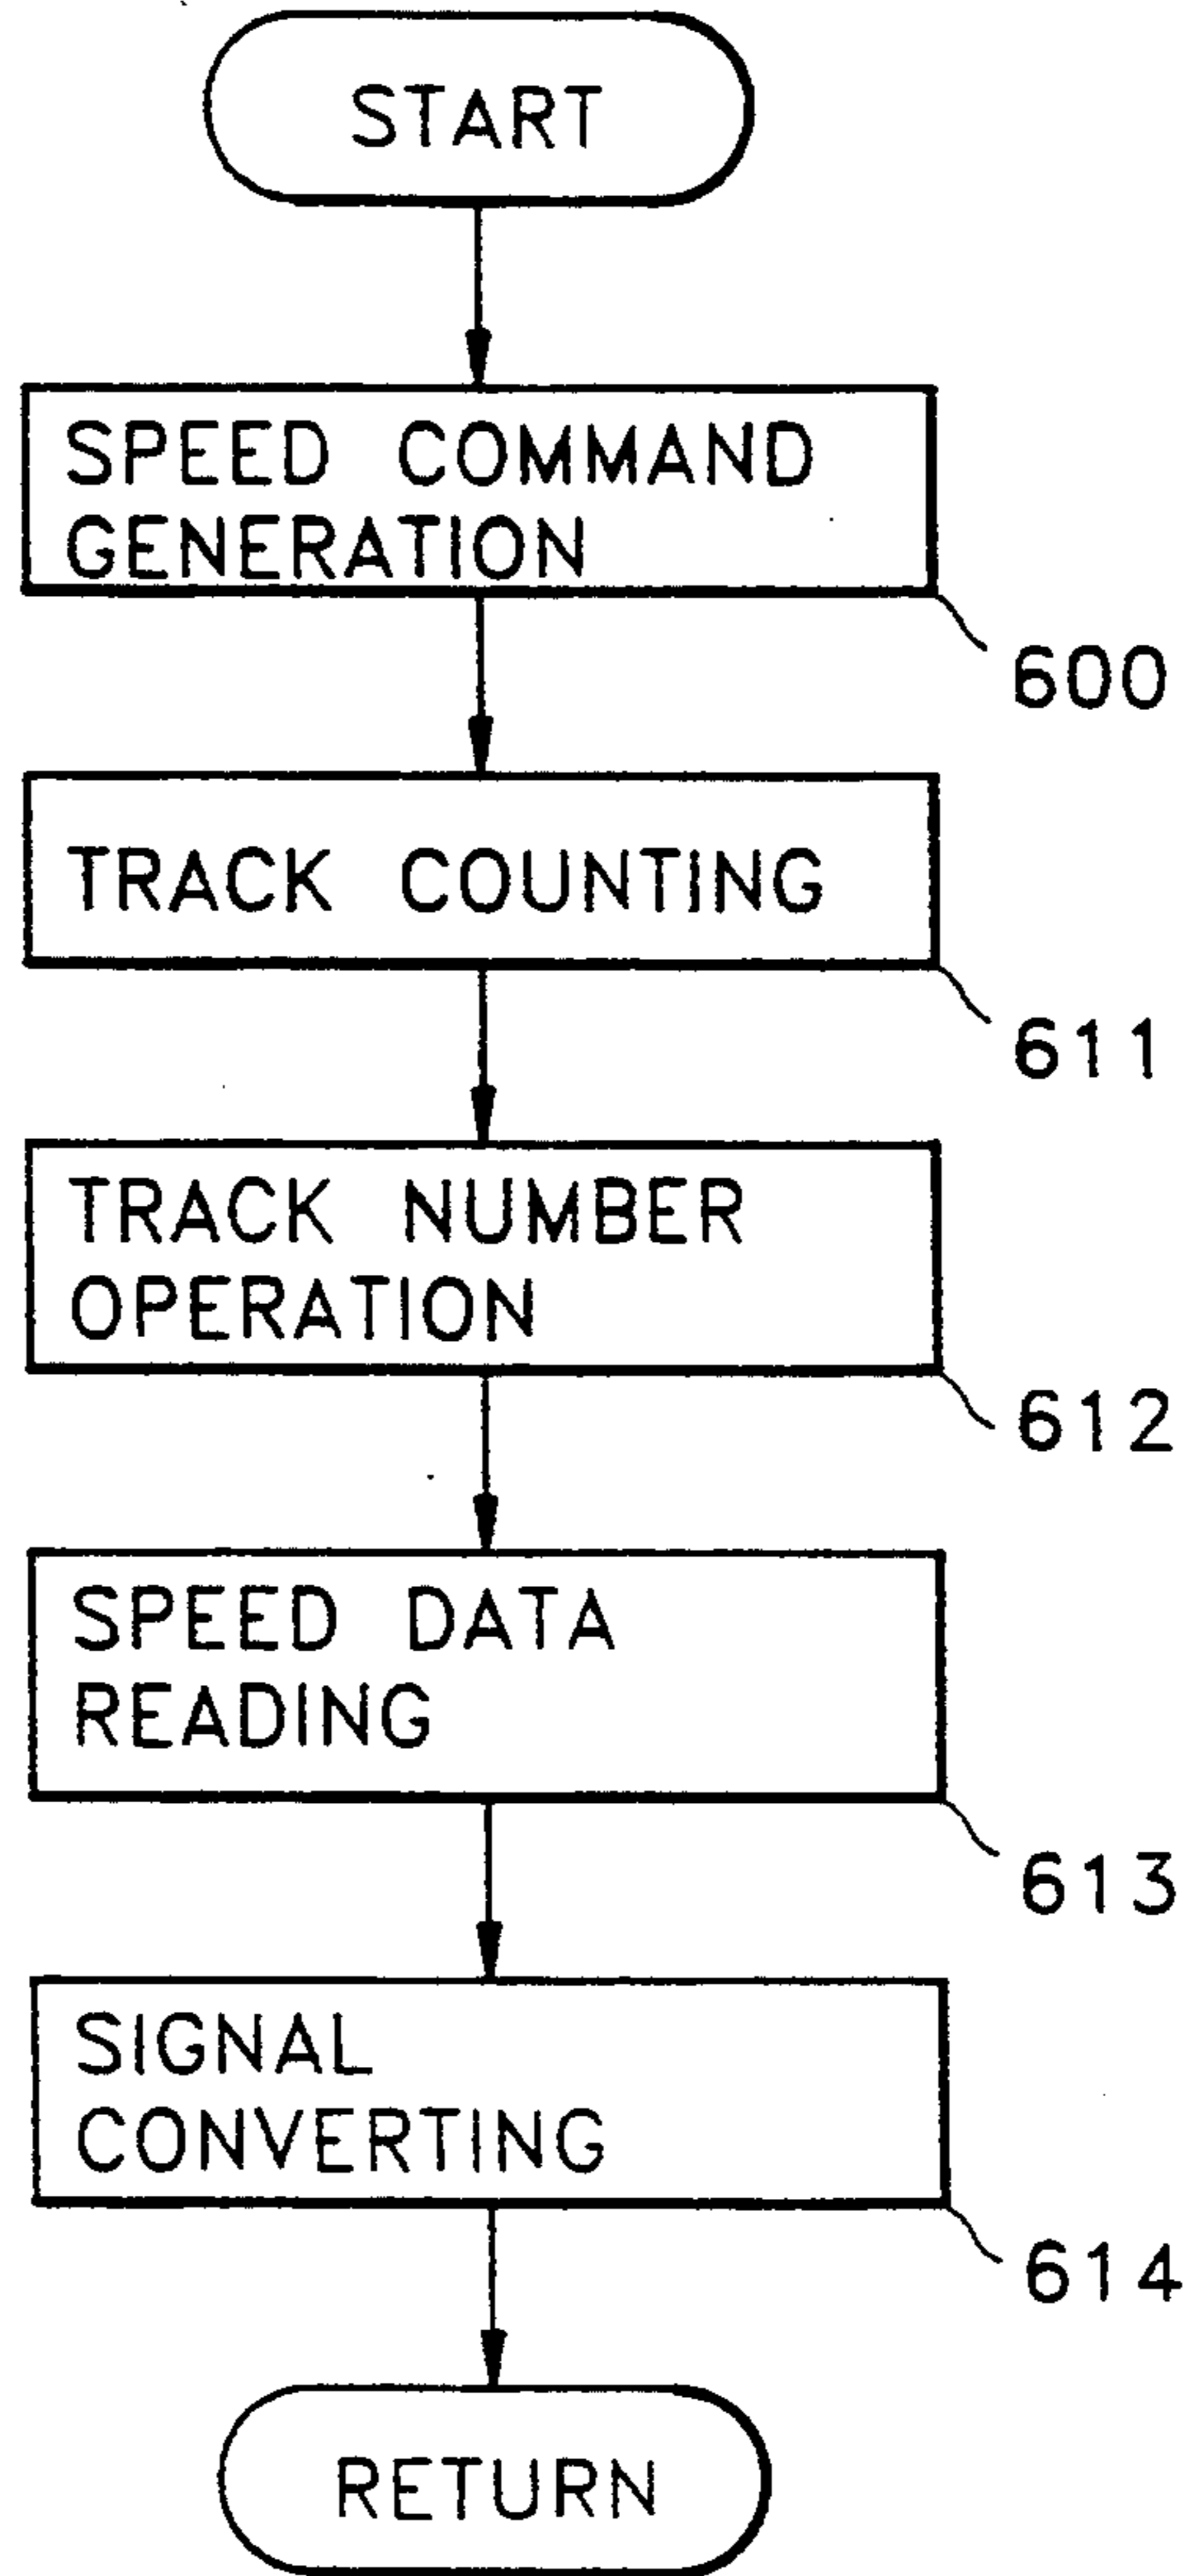 START
SPEED COMMAND
GENERATION
600
TRACK COUNTING
611
TRACK NUMBER
OPERATION
612
SPEED DATA
READING
613
SIGNAL
CONVERTING
614
RETURN